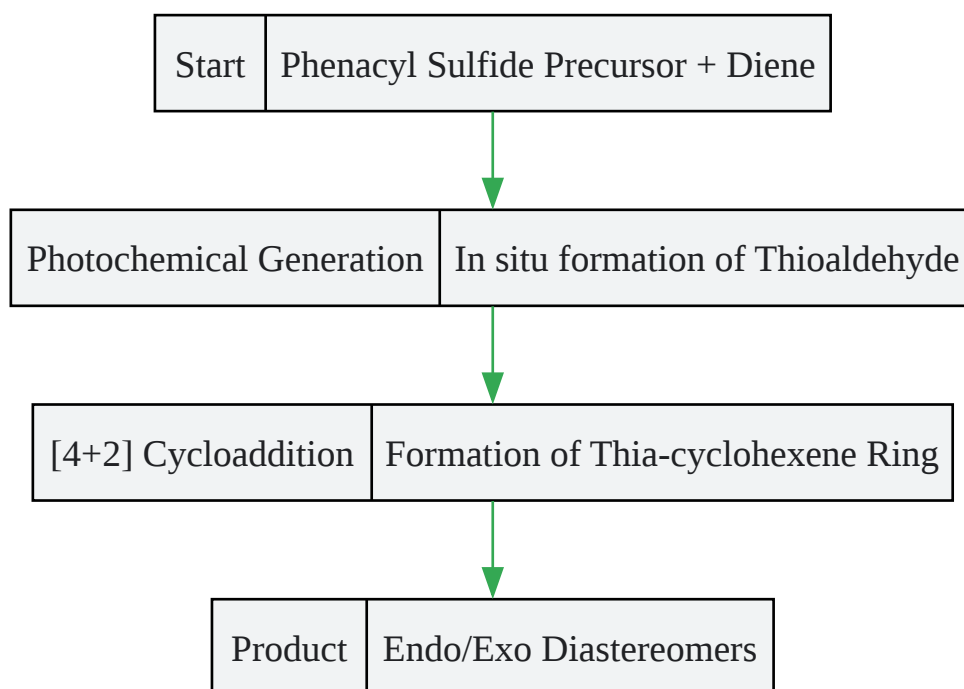 Start
Phenacyl Sulfide Precursor + Diene
Photochemical Generation
In situ formation of Thioaldehyde
[4+2] Cycloaddition
Formation of Thia-cyclohexene Ring
Product
Endo/Exo Diastereomers